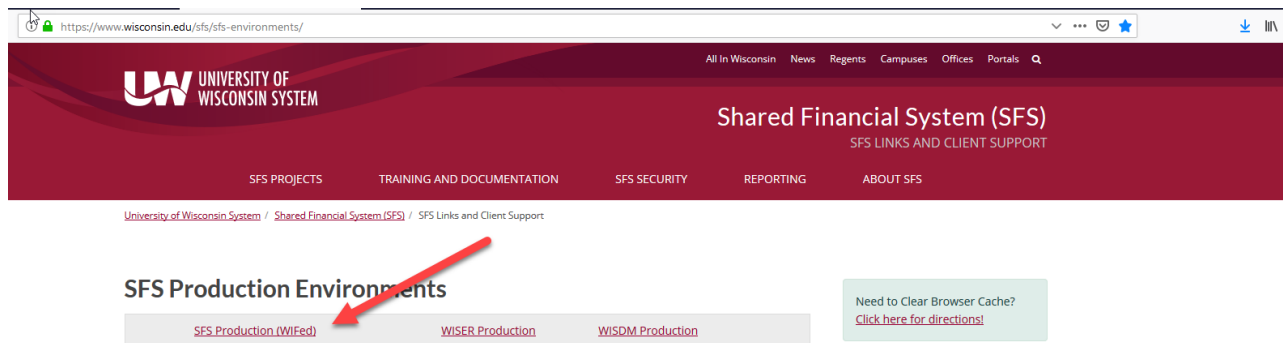 https://www.wisconsin.edu/sfs/sfs-environments/
All In Wisconsin News Regents Campuses Offices Portals
UW UNIVERSITY OF
WISCONSIN SYSTEM
Shared Financial System (SFS)
SFS LINKS AND CLIENT SUPPORT
SFS PROJECTS TRAINING AND DOCUMENTATION SFS SECURITY REPORTING ABOUT SFS
University of Wisconsin System / Shared Financial System (SFS) / SFS Links and Client Support
SFS Production Environments
Need to Clear Browser Cache?
Click here for directions!
SFS Production (WIFed) WISER Production WISDM Production